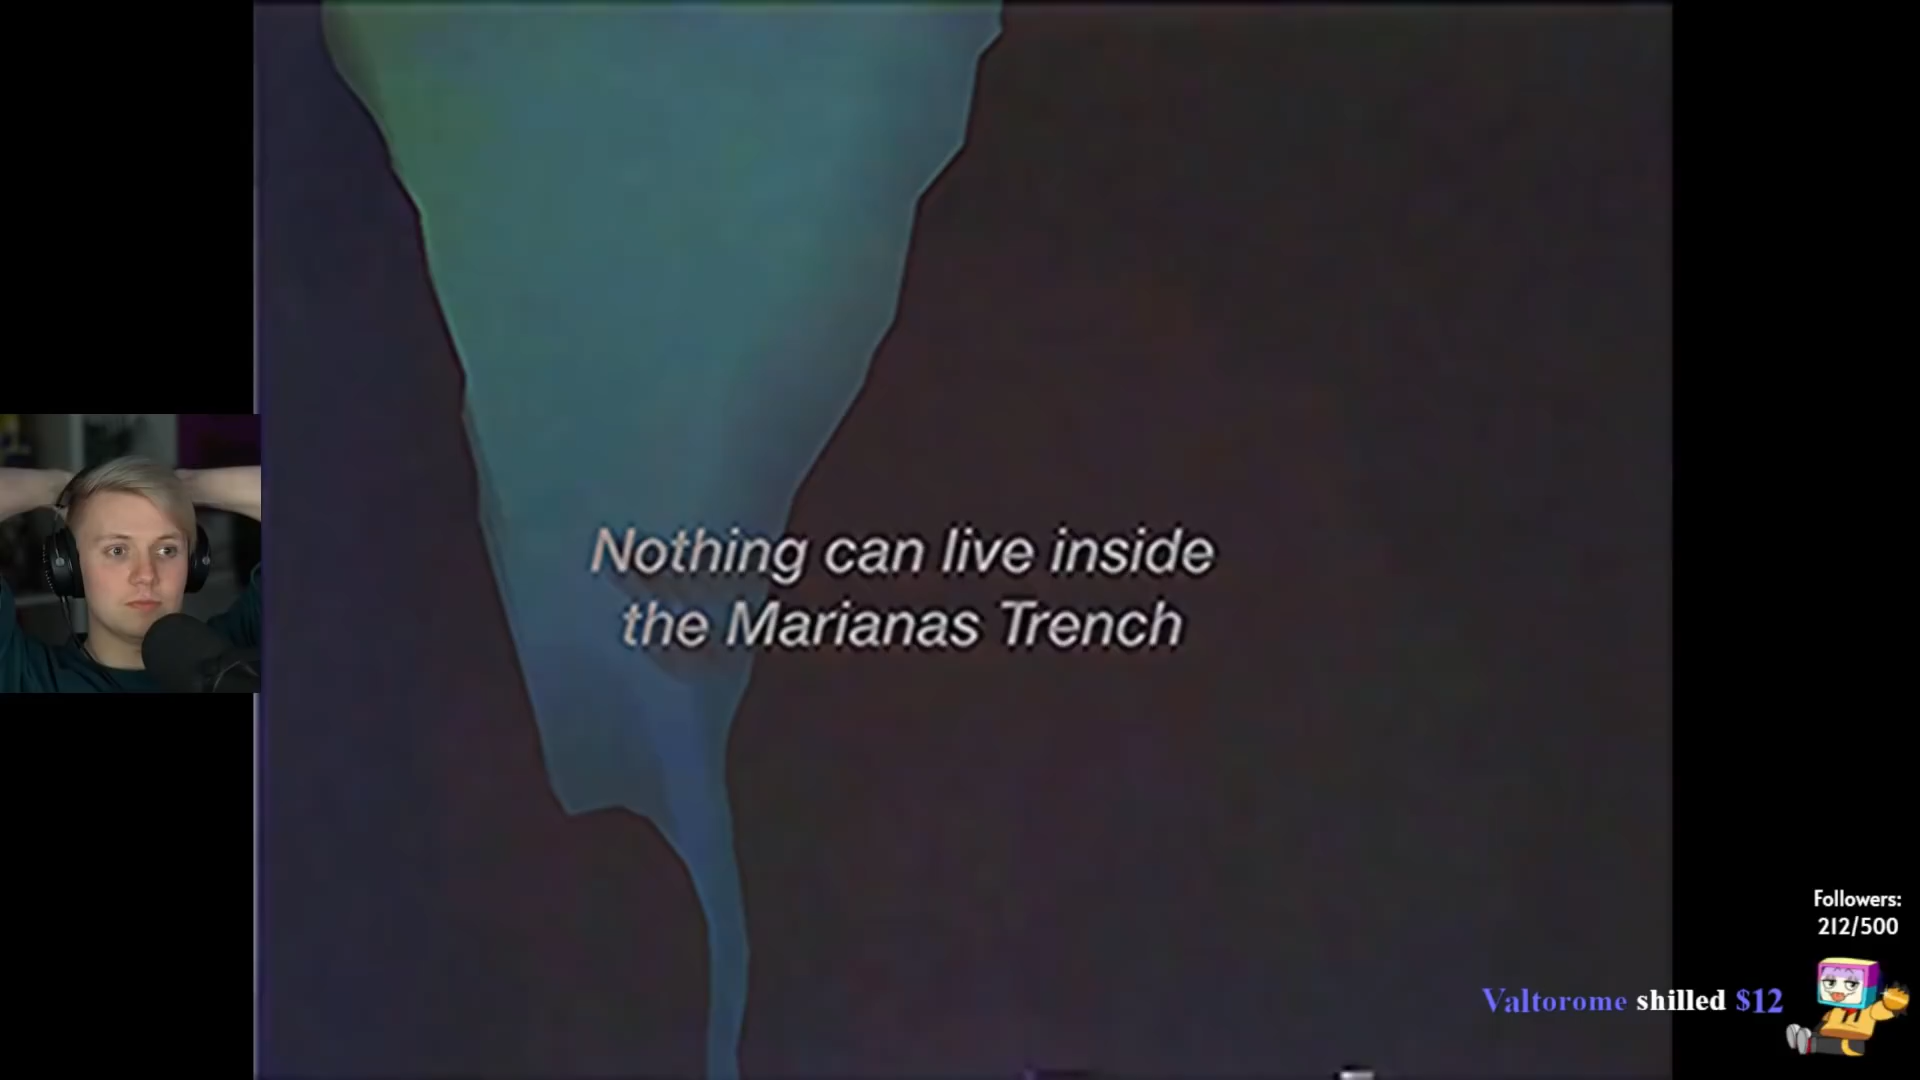 Nothing can live inside
the Marianas Trench
Followers:
212/500
Valtorome shilled $12